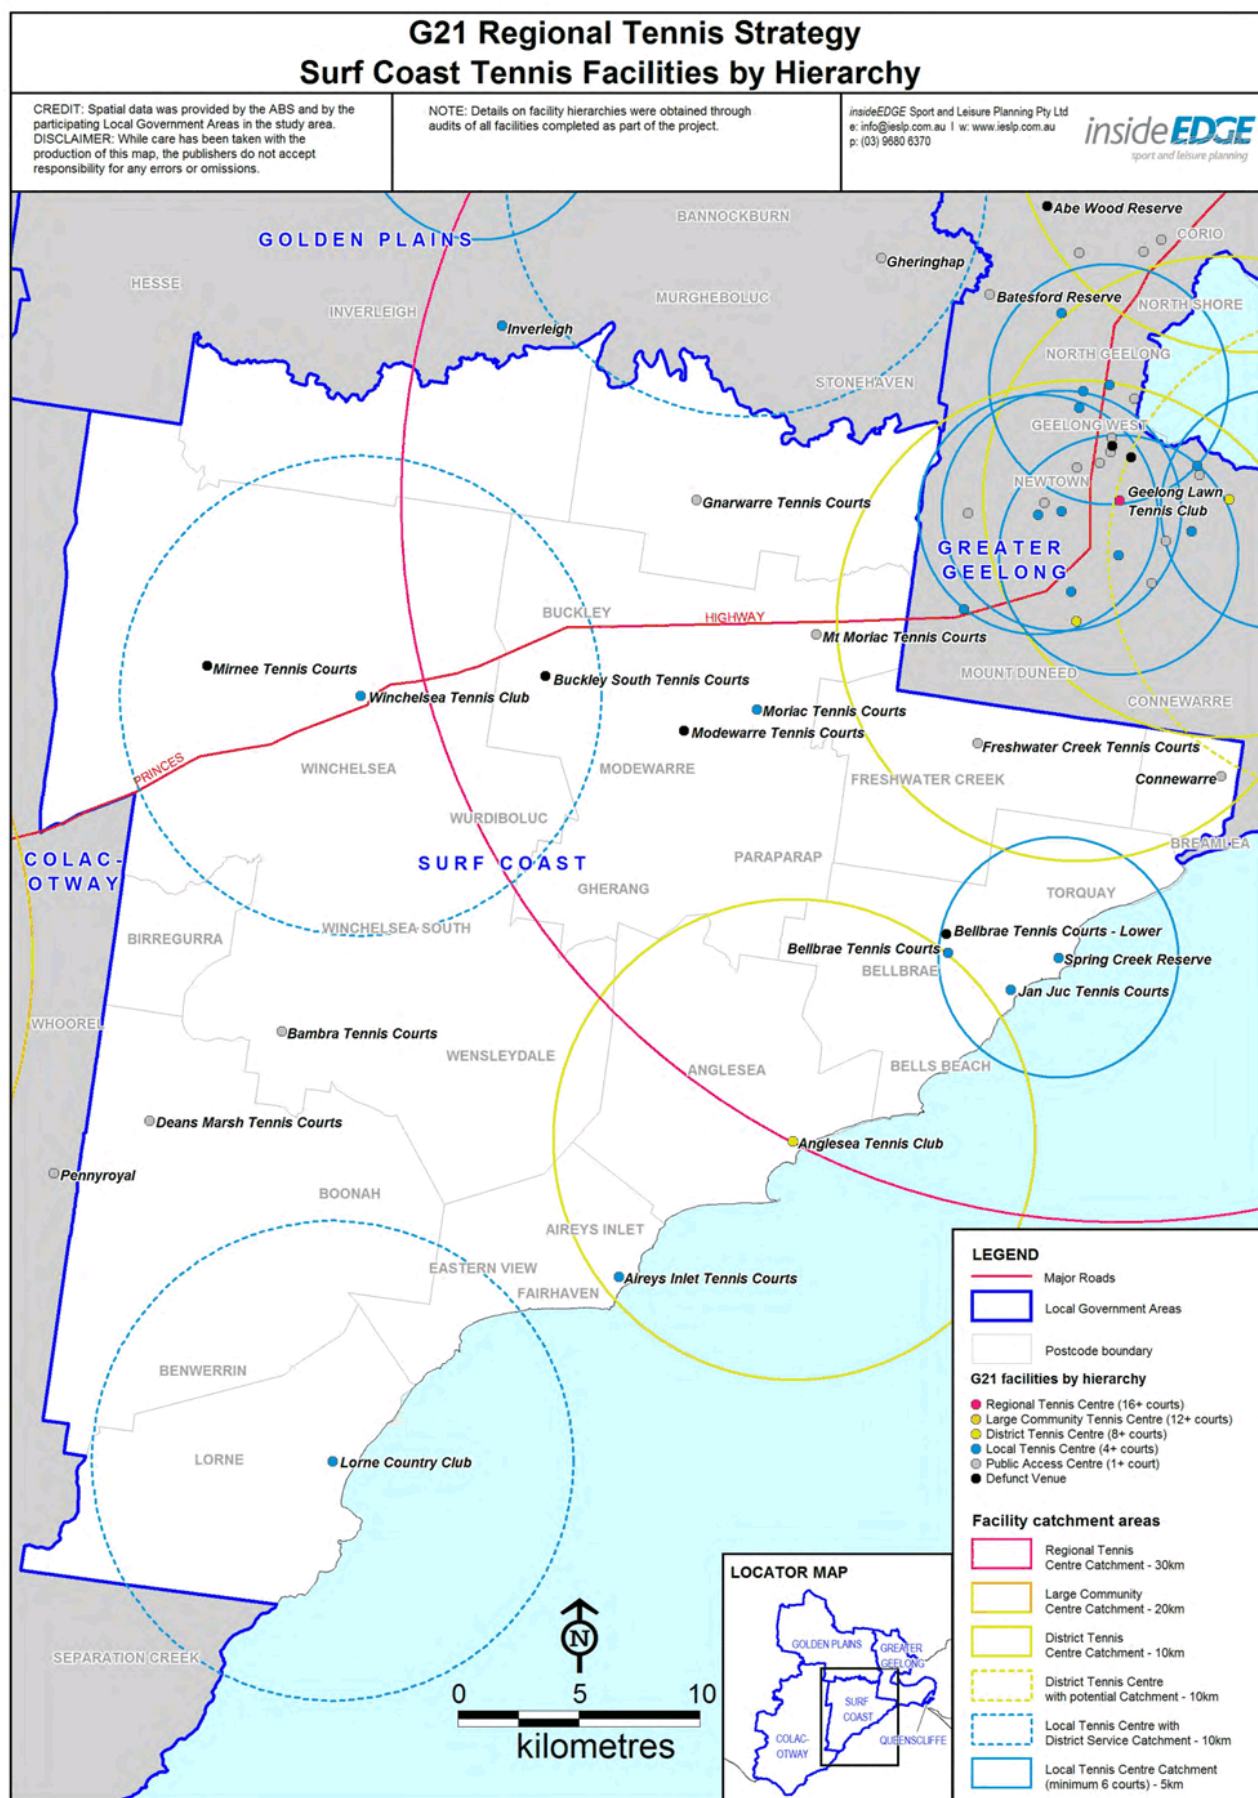 G21 Regional Tennis Strategy
Surf Coast Tennis Facilities by Hierarchy
CREDIT: Spatial data was provided by the ABS and by the
participating Local Government Areas in the study area.
DISCLAIMER: While care has been taken with the
production of this map, the publishers do not accept
responsibility for any errors or omissions.
NOTE: Details on facility hierarchies were obtained through
audits of all facilities completed as part of the project.
insideEDGE Sport and Leisure Planning Pty Ltd
e: info@ieslp.com.au I w: www.ieslp.com.au
p: (03) 9680 6370
insideEDGE
sport and leisure planning
Abe Wood Reserve
BANNOCKBURN
CORIO
GOLDEN PLAINS
Gheringhap
HESSE
MURGHEBOLUC
Batesford Reserve
NORTH SHORE
INVERLEIGH
Inverleigh
NORTH GEELONG
STONEHAVEN
GEELONG WEST
NEWTOWN
Geelong Lawn
Tennis Club
Gnarwarre Tennis Courts
GREATER
GEELONG
BUCKLEY
HIGHWAY
Mt Moriac Tennis Courts
Mirnee Tennis Courts
Buckley South Tennis Courts
MOUNT DUNEED
Winchelsea Tennis Club
CONNEWARRE
Moriac Tennis Courts
Modewarre Tennis Courts
Freshwater Creek Tennis Courts
PRINCES
WINCHELSEA
MODEWARRE
FRESHWATER CREEK
Connewarre
WURDIBOLUC
BREAMLEA
COLAC-
OTWAY
SURF COAST
PARAPARAP
GHERANG
TORQUAY
WINCHELSEA SOUTH
BIRREGURRA
Bellbrae Tennis Courts - Lower
Bellbrae Tennis Courts
Spring Creek Reserve
BELLBRAE
Jan Juc Tennis Courts
WHOOREL
Bambra Tennis Courts
WENSLEYDALE
ANGLESEA
BELLS BEACH
Deans Marsh Tennis Courts
Anglesea Tennis Club
Pennyroyal
BOONAH
AIREYS INLET
EASTERN VIEW
Aireys Inlet Tennis Courts
FAIRHAVEN
BENWERRIN
LORNE
Lorne Country Club
SEPARATION CREEK
N
0 5 10
kilometres
LOCATOR MAP
GOLDEN PLAINS
GREATER
GEELONG
SURF
COAST
COLAC-
OTWAY
QUEENSCLIFFE
LEGEND
Major Roads
Local Government Areas
Postcode boundary
G21 facilities by hierarchy
Regional Tennis Centre (16+ courts)
Large Community Tennis Centre (12+ courts)
District Tennis Centre (8+ courts)
Local Tennis Centre (4+ courts)
Public Access Centre (1+ court)
Defunct Venue
Facility catchment areas
Regional Tennis
Centre Catchment - 30km
Large Community
Centre Catchment - 20km
District Tennis
Centre Catchment - 10km
District Tennis Centre
with potential Catchment - 10km
Local Tennis Centre with
District Service Catchment - 10km
Local Tennis Centre Catchment
(minimum 6 courts) - 5km